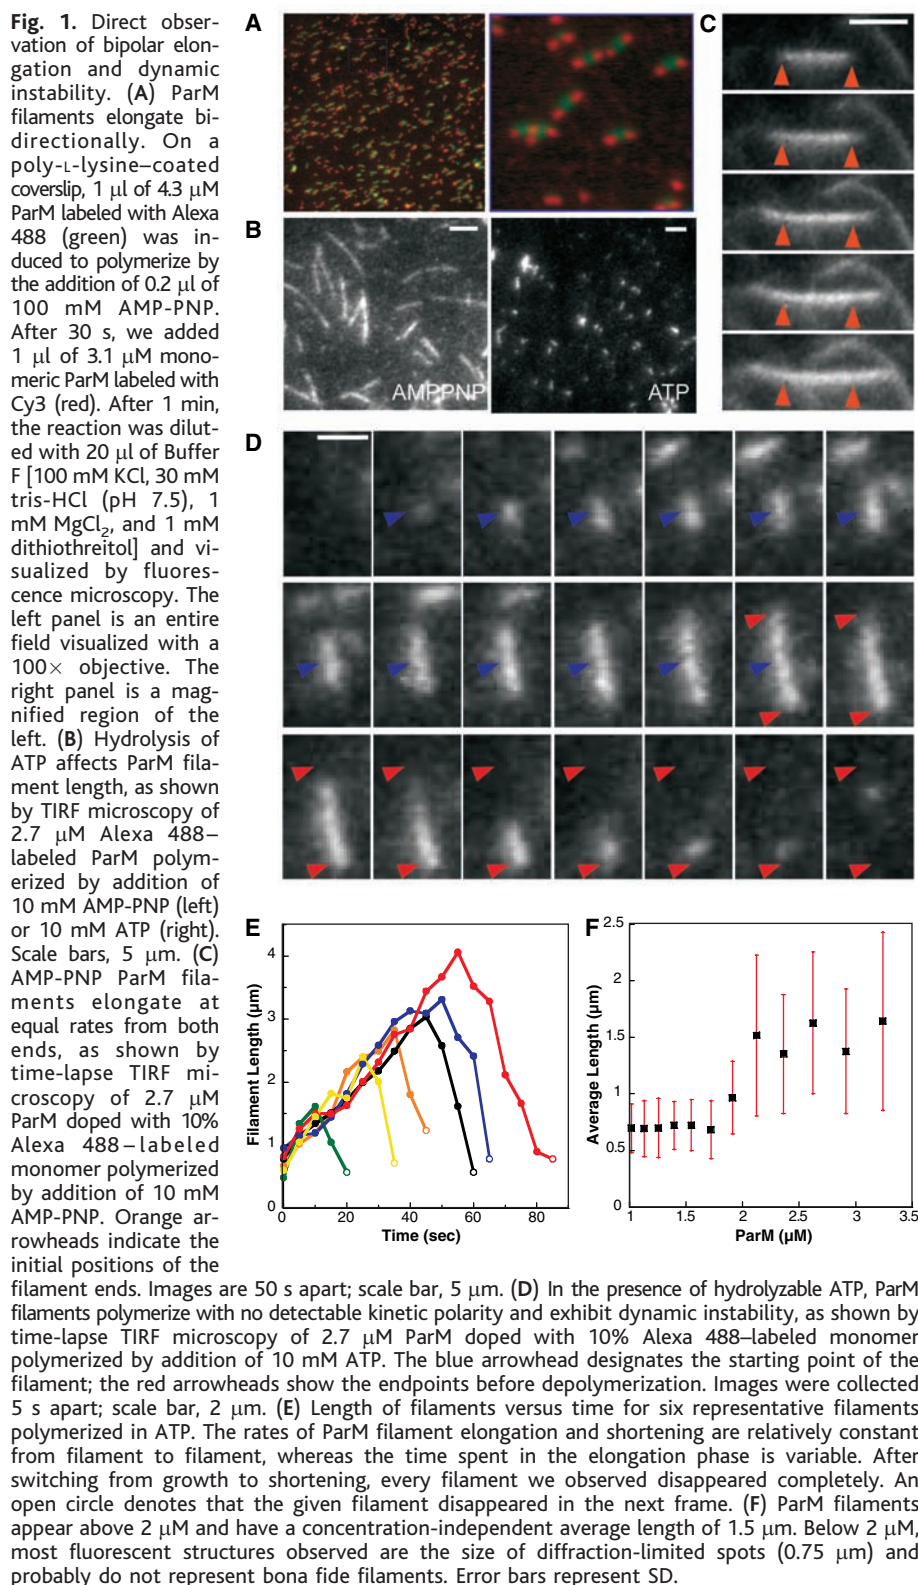 Fig. 1. Direct obser-
vation of bipolar elon-
gation and dynamic
instability. (A) ParM
filaments elongate bi-
directionally. On a
poly-L-lysine–coated
coverslip, 1 μl of 4.3 μM
ParM labeled with Alexa
488 (green) was in-
duced to polymerize by
the addition of 0.2 μl of
100 mM AMP-PNP.
After 30 s, we added
1 μl of 3.1 μM mono-
meric ParM labeled with
Cy3 (red). After 1 min,
the reaction was dilut-
ed with 20 μl of Buffer
F [100 mM KCl, 30 mM
tris-HCl (pH 7.5), 1
mM MgCl2, and 1 mM
dithiothreitol] and vi-
sualized by fluores-
cence microscopy. The
left panel is an entire
field visualized with a
100× objective. The
right panel is a mag-
nified region of the
left. (B) Hydrolysis of
ATP affects ParM fila-
ment length, as shown
by TIRF microscopy of
2.7 μM Alexa 488–
labeled ParM polym-
erized by addition of
10 mM AMP-PNP (left)
or 10 mM ATP (right).
Scale bars, 5 μm. (C)
AMP-PNP ParM fila-
ments elongate at
equal rates from both
ends, as shown by
time-lapse TIRF mi-
croscopy of 2.7 μM
ParM doped with 10%
Alexa 488–labeled
monomer polymerized
by addition of 10 mM
AMP-PNP. Orange ar-
rowheads indicate the
initial positions of the
filament ends. Images are 50 s apart; scale bar, 5 μm. (D) In the presence of hydrolyzable ATP, ParM
filaments polymerize with no detectable kinetic polarity and exhibit dynamic instability, as shown by
time-lapse TIRF microscopy of 2.7 μM ParM doped with 10% Alexa 488–labeled monomer
polymerized by addition of 10 mM ATP. The blue arrowhead designates the starting point of the
filament; the red arrowheads show the endpoints before depolymerization. Images were collected
5 s apart; scale bar, 2 μm. (E) Length of filaments versus time for six representative filaments
polymerized in ATP. The rates of ParM filament elongation and shortening are relatively constant
from filament to filament, whereas the time spent in the elongation phase is variable. After
switching from growth to shortening, every filament we observed disappeared completely. An
open circle denotes that the given filament disappeared in the next frame. (F) ParM filaments
appear above 2 μM and have a concentration-independent average length of 1.5 μm. Below 2 μM,
most fluorescent structures observed are the size of diffraction-limited spots (0.75 μm) and
probably do not represent bona fide filaments. Error bars represent SD.
A
B
AMPPNP
ATP
C
D
E
Filament Length (μm)
4
3
2
1
0
0 20 40 60 80
Time (sec)
F
Average Length (μm)
2.5
2
1.5
1
0.5
0
1 1.5 2 2.5 3 3.5
ParM (μM)